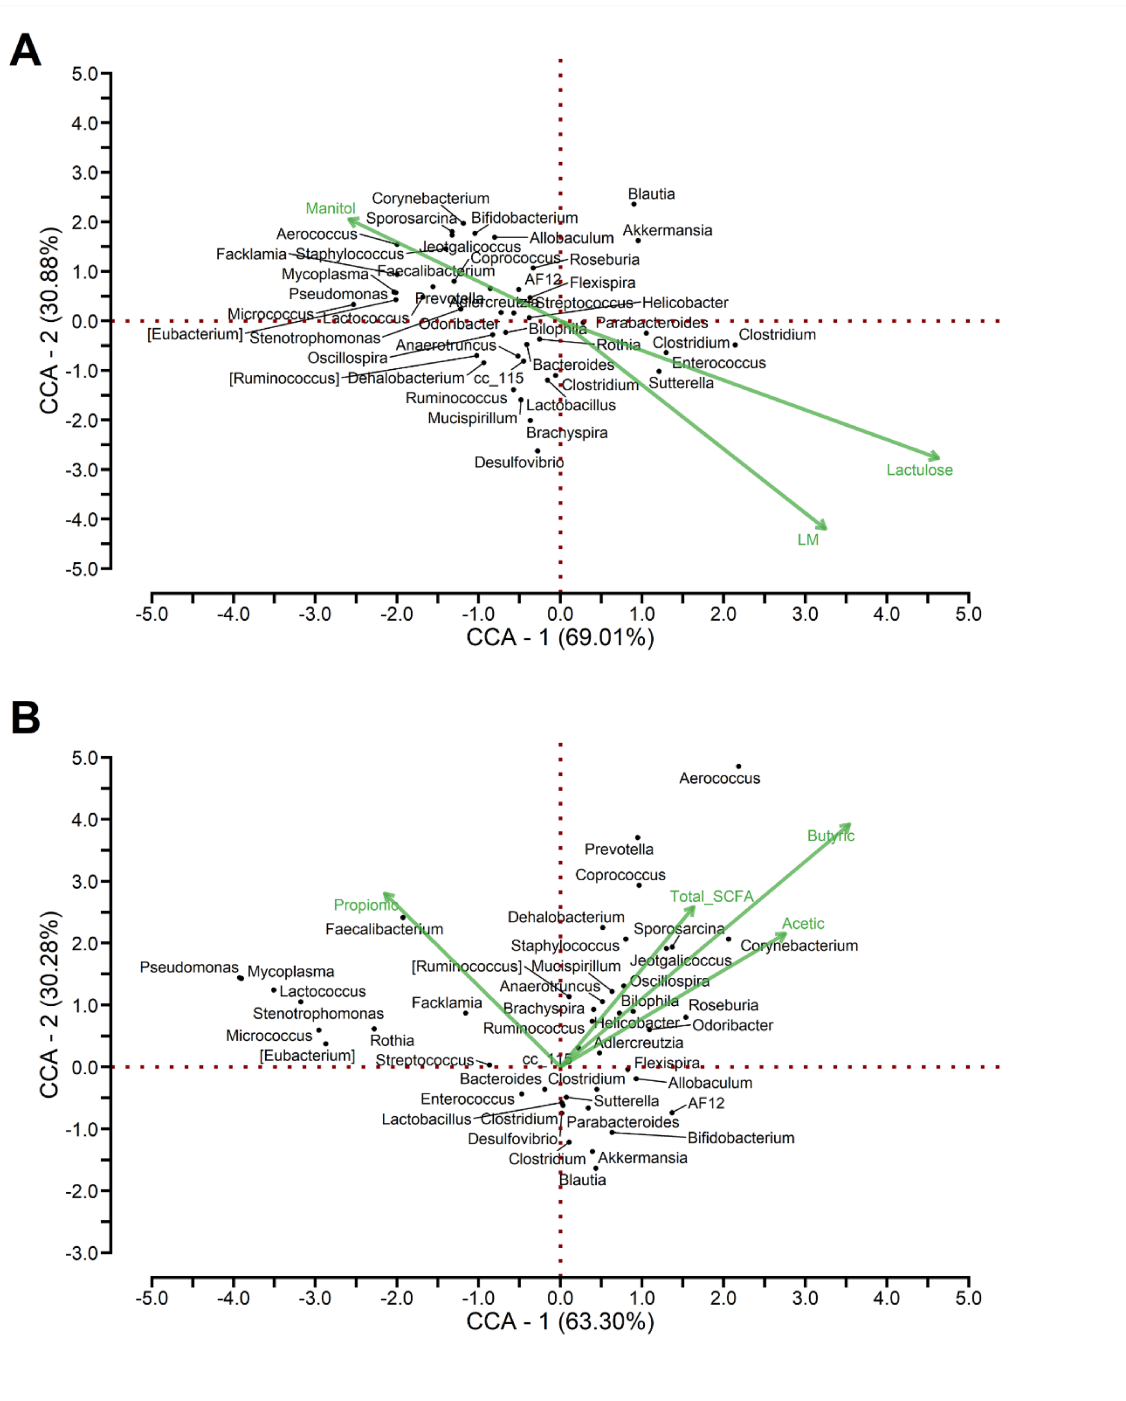 A
5.0
4.0
3.0
2.0
1.0
0.0
-1.0
-2.0
-3.0
-4.0
-5.0
CCA - 2 (30.88%)
Blautia
Corynebacterium
Manitol
Sporosarcina
Bifidobacterium
Akkermansia
Aerococcus
Allobaculum
Jeotgalicoccus
Facklamia
Staphylococcus
Coprococcus
Roseburia
Mycoplasma
Faecalibacterium
AF12
Flexispira
Pseudomonas
Prevotella
Adlercreutzia
Streptococcus
Helicobacter
Micrococcus
Lactococcus
Odoribacter
Parabacteroides
[Eubacterium]
Stenotrophomonas
Bilophila
Clostridium
Anaerotruncus
Rothia
Clostridium
Oscillospira
Bacteroides
Enterococcus
[Ruminococcus]
Dehalobacterium
cc_115
Clostridium
Sutterella
Ruminococcus
Lactobacillus
Mucispirillum
Brachyspira
Desulfovibrio
Lactulose
LM
-5.0 -4.0 -3.0 -2.0 -1.0 0.0 1.0 2.0 3.0 4.0 5.0
CCA - 1 (69.01%)
B
5.0
4.0
3.0
2.0
1.0
0.0
-1.0
-2.0
-3.0
CCA - 2 (30.28%)
Aerococcus
Butyric
Prevotella
Coprococcus
Total_SCFA
Propionic
Dehalobacterium
Acetic
Faecalibacterium
Sporosarcina
Staphylococcus
Corynebacterium
Jeotgalicoccus
Pseudomonas
Mycoplasma
[Ruminococcus]
Mucispirillum
Lactococcus
Anaerotruncus
Oscillospira
Facklamia
Bilophila
Roseburia
Stenotrophomonas
Brachyspira
Ruminococcus
Helicobacter
Odoribacter
Micrococcus
Rothia
Adlercreutzia
[Eubacterium]
Streptococcus
cc_115
Flexispira
Bacteroides
Clostridium
Allobaculum
Enterococcus
Sutterella
AF12
Lactobacillus
Clostridium
Parabacteroides
Desulfovibrio
Bifidobacterium
Clostridium
Akkermansia
Blautia
-5.0 -4.0 -3.0 -2.0 -1.0 0.0 1.0 2.0 3.0 4.0 5.0
CCA - 1 (63.30%)